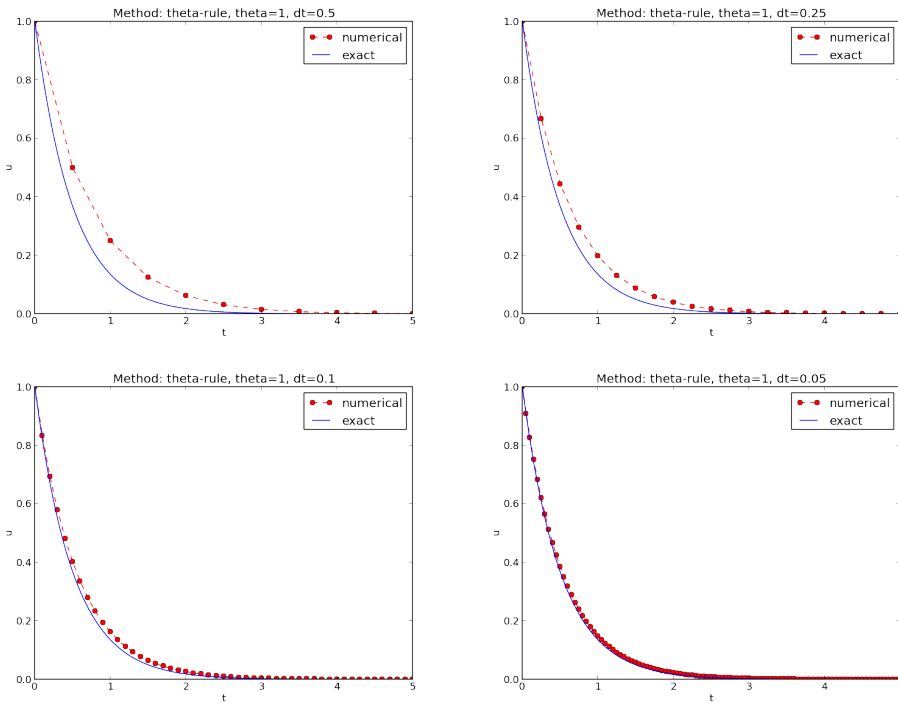 Method: theta-rule, theta=1, dt=0.5
numerical
exact
1.0
0.8
0.6
0.4
0.2
0.0
u
0 1 2 3 4 5
t
Method: theta-rule, theta=1, dt=0.25
numerical
exact
1.0
0.8
0.6
0.4
0.2
0.0
u
0 1 2 3 4
t
Method: theta-rule, theta=1, dt=0.1
numerical
exact
1.0
0.8
0.6
0.4
0.2
0.0
u
0 1 2 3 4 5
t
Method: theta-rule, theta=1, dt=0.05
numerical
exact
1.0
0.8
0.6
0.4
0.2
0.0
u
0 1 2 3 4
t